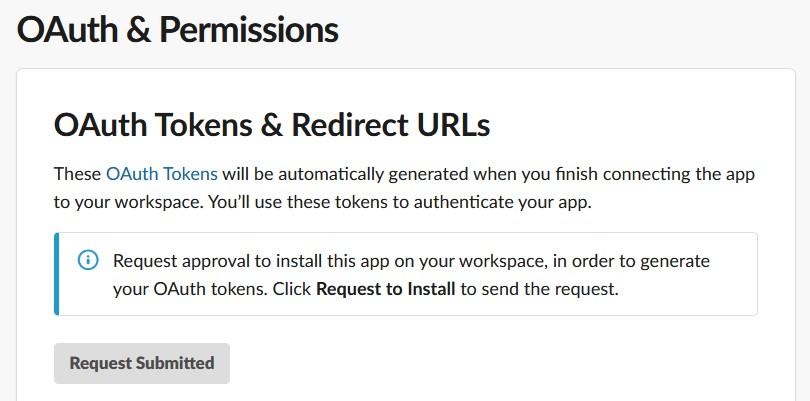 OAuth & Permissions
OAuth Tokens & Redirect URLs
These OAuth Tokens will be automatically generated when you finish connecting the app
to your workspace. You’ll use these tokens to authenticate your app.
Request approval to install this app on your workspace, in order to generate
your OAuth tokens. Click Request to Install to send the request.
Request Submitted